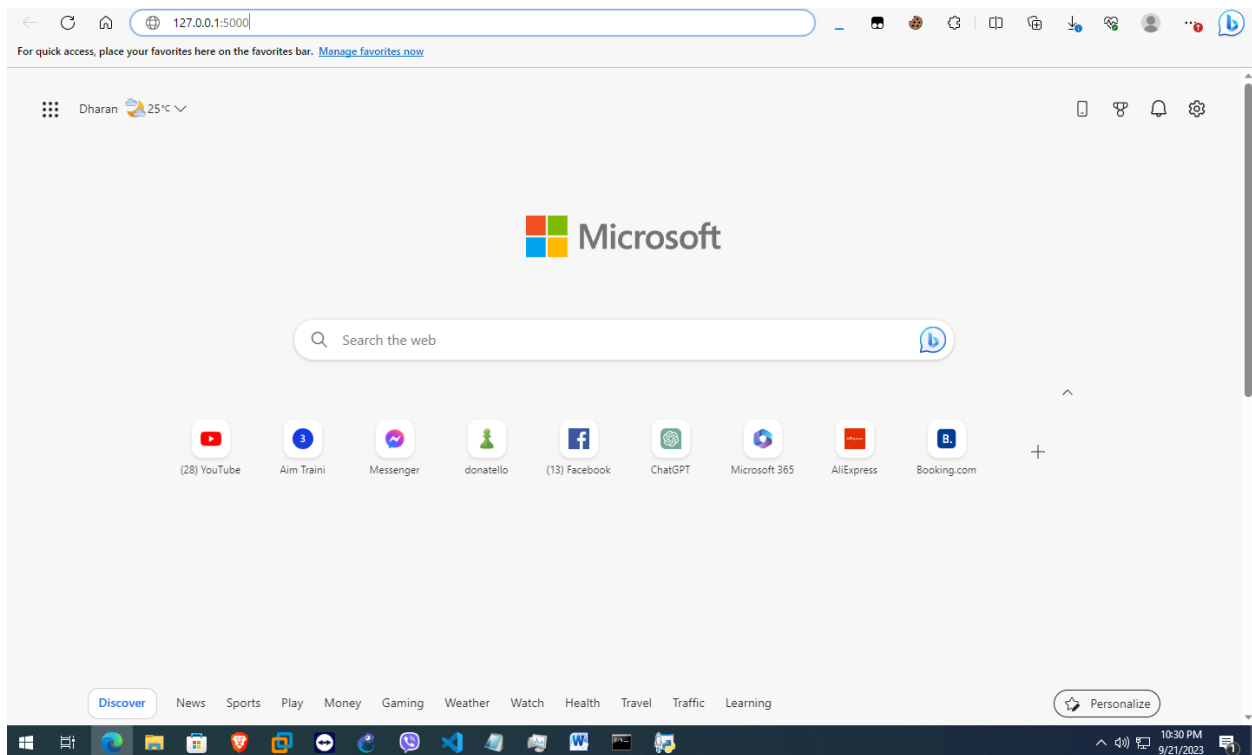 127.0.0.1:5000
For quick access, place your favorites here on the favorites bar. Manage favorites now
Dharan 25°C
Microsoft
Search the web
3
(28) YouTube Aim Traini Messenger donatello (13) Facebook ChatGPT Microsoft 365 AliExpress Booking.com
B.
Discover News Sports Play Money Gaming Weather Watch Health Travel Traffic Learning Personalize
10:30 PM
9/21/2023